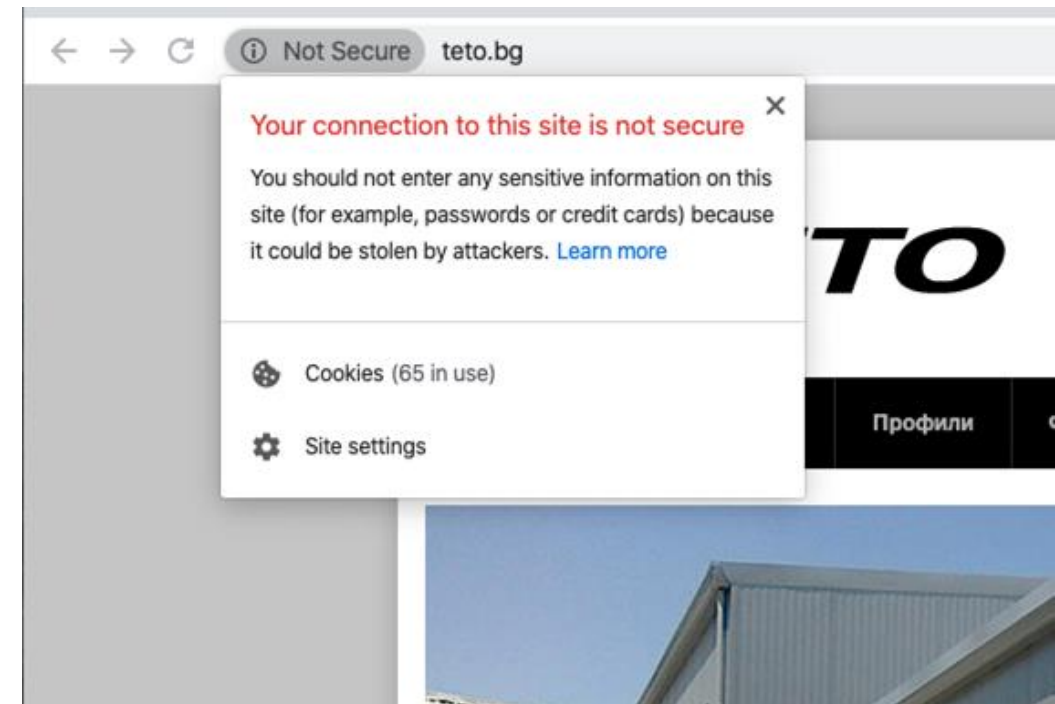 Not Secure teto.bg
Your connection to this site is not secure
You should not enter any sensitive information on this
site (for example, passwords or credit cards) because
it could be stolen by attackers. Learn more
Cookies (65 in use)
Site settings
TO
Профили